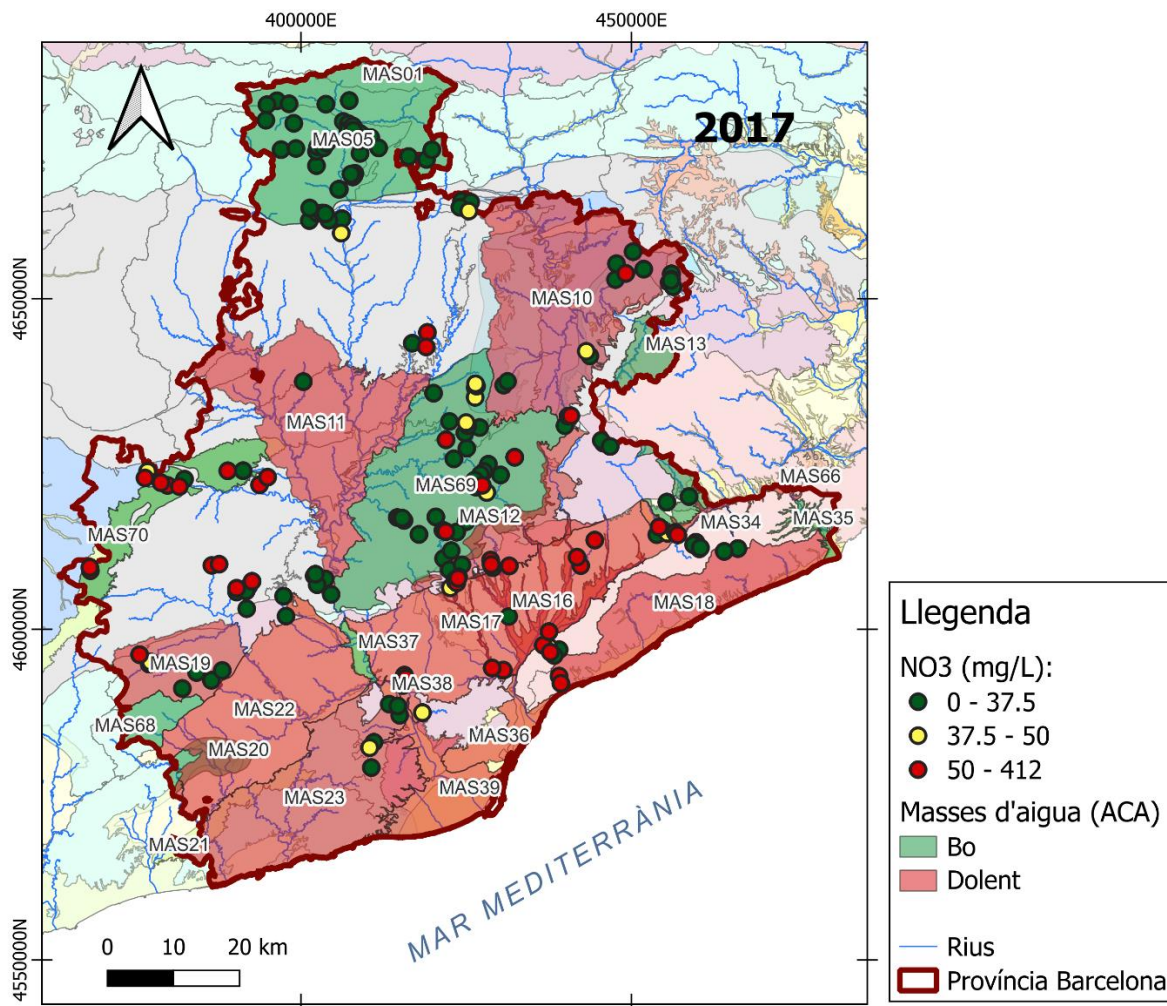 400000E
450000E
MAS01
2017
MAS05
4650000N
MAS10
MAS13
MAS11
MAS69
MAS66
MAS12
MAS34
MAS35
MAS70
MAS16
MAS18
4600000N
MAS17
MAS37
MAS19
MAS38
MAS22
MAS68
MAS36
MAS20
MAS39
MAS23
MAS21
MAR MEDITERRÀNIA
4550000N
0 10 20 km
Llegenda
NO3 (mg/L):
0 - 37.5
37.5 - 50
50 - 412
Masses d'aigua (ACA)
Bo
Dolent
Rius
Província Barcelona